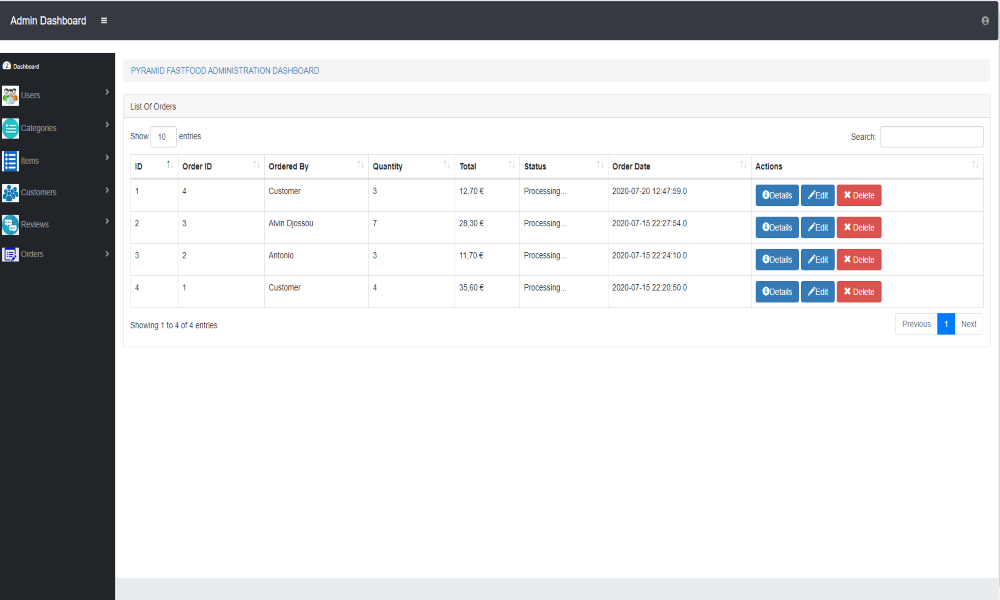 Admin Dashboard
Dashboard
Users
Categories
Items
Customers
Reviews
Orders
PYRAMID FASTFOOD ADMINISTRATION DASHBOARD
List Of Orders
Show 10 entries Search:
ID Order ID Ordered By Quantity Total Status Order Date Actions
1 4 Customer 3 12,70 € Processing... 2020-07-20 12:47:59.0 Details Edit Delete
2 3 Alvin Djossou 7 28,30 € Processing... 2020-07-15 22:27:54.0 Details Edit Delete
3 2 Antonio 3 11,70 € Processing... 2020-07-15 22:24:10.0 Details Edit Delete
4 1 Customer 4 35,60 € Processing... 2020-07-15 22:20:50.0 Details Edit Delete
Showing 1 to 4 of 4 entries Previous 1 Next